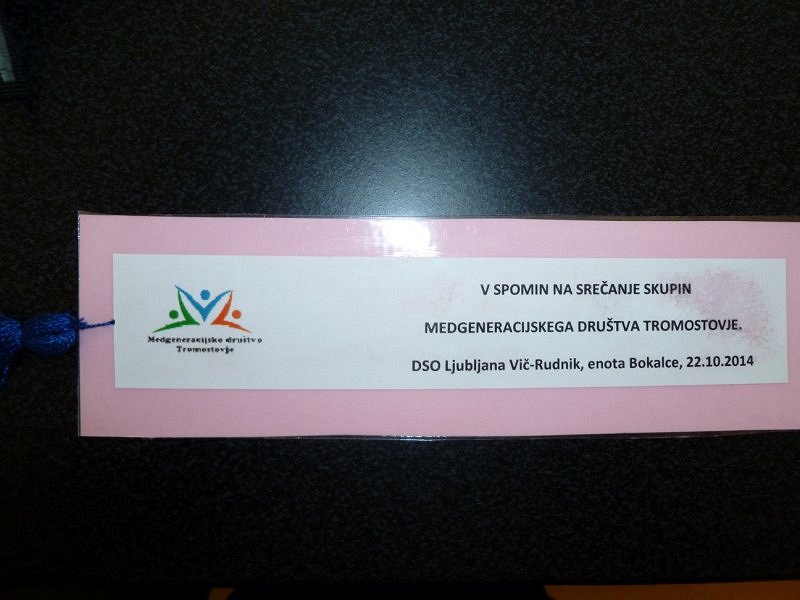 Medgeneracijsko društvo
Tromostovje
V SPOMIN NA SREČANJE SKUPIN
MEDGENERACIJSKEGA DRUŠTVA TROMOSTOVJE.
DSO Ljubljana Vič-Rudnik, enota Bokalce, 22.10.2014